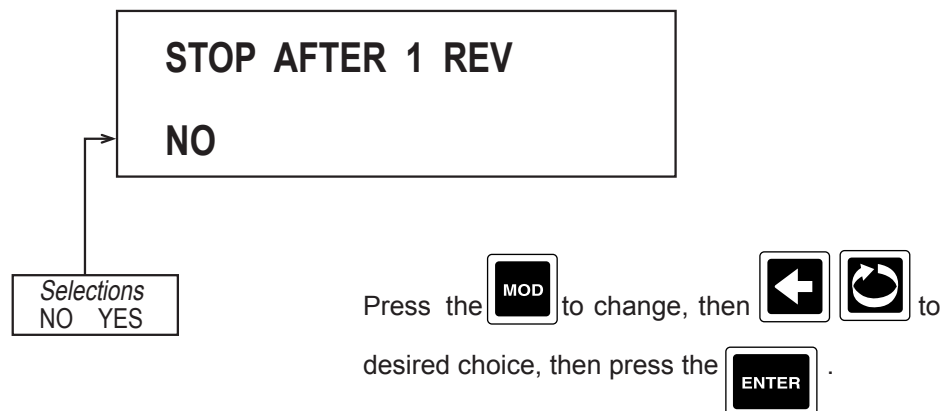 STOP AFTER 1 REV
NO
Selections
NO YES
Press the MOD to change, then to
desired choice, then press the ENTER .